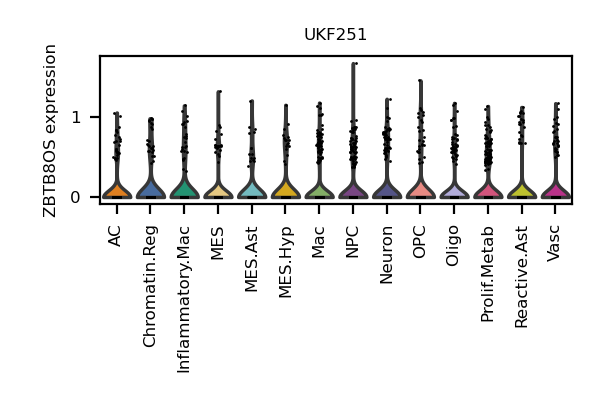 UKF251
ZBTB8OS expression
1
0
AC
Chromatin.Reg
Inflammatory.Mac
MES
MES.Ast
MES.Hyp
Mac
NPC
Neuron
OPC
Oligo
Prolif.Metab
Reactive.Ast
Vasc